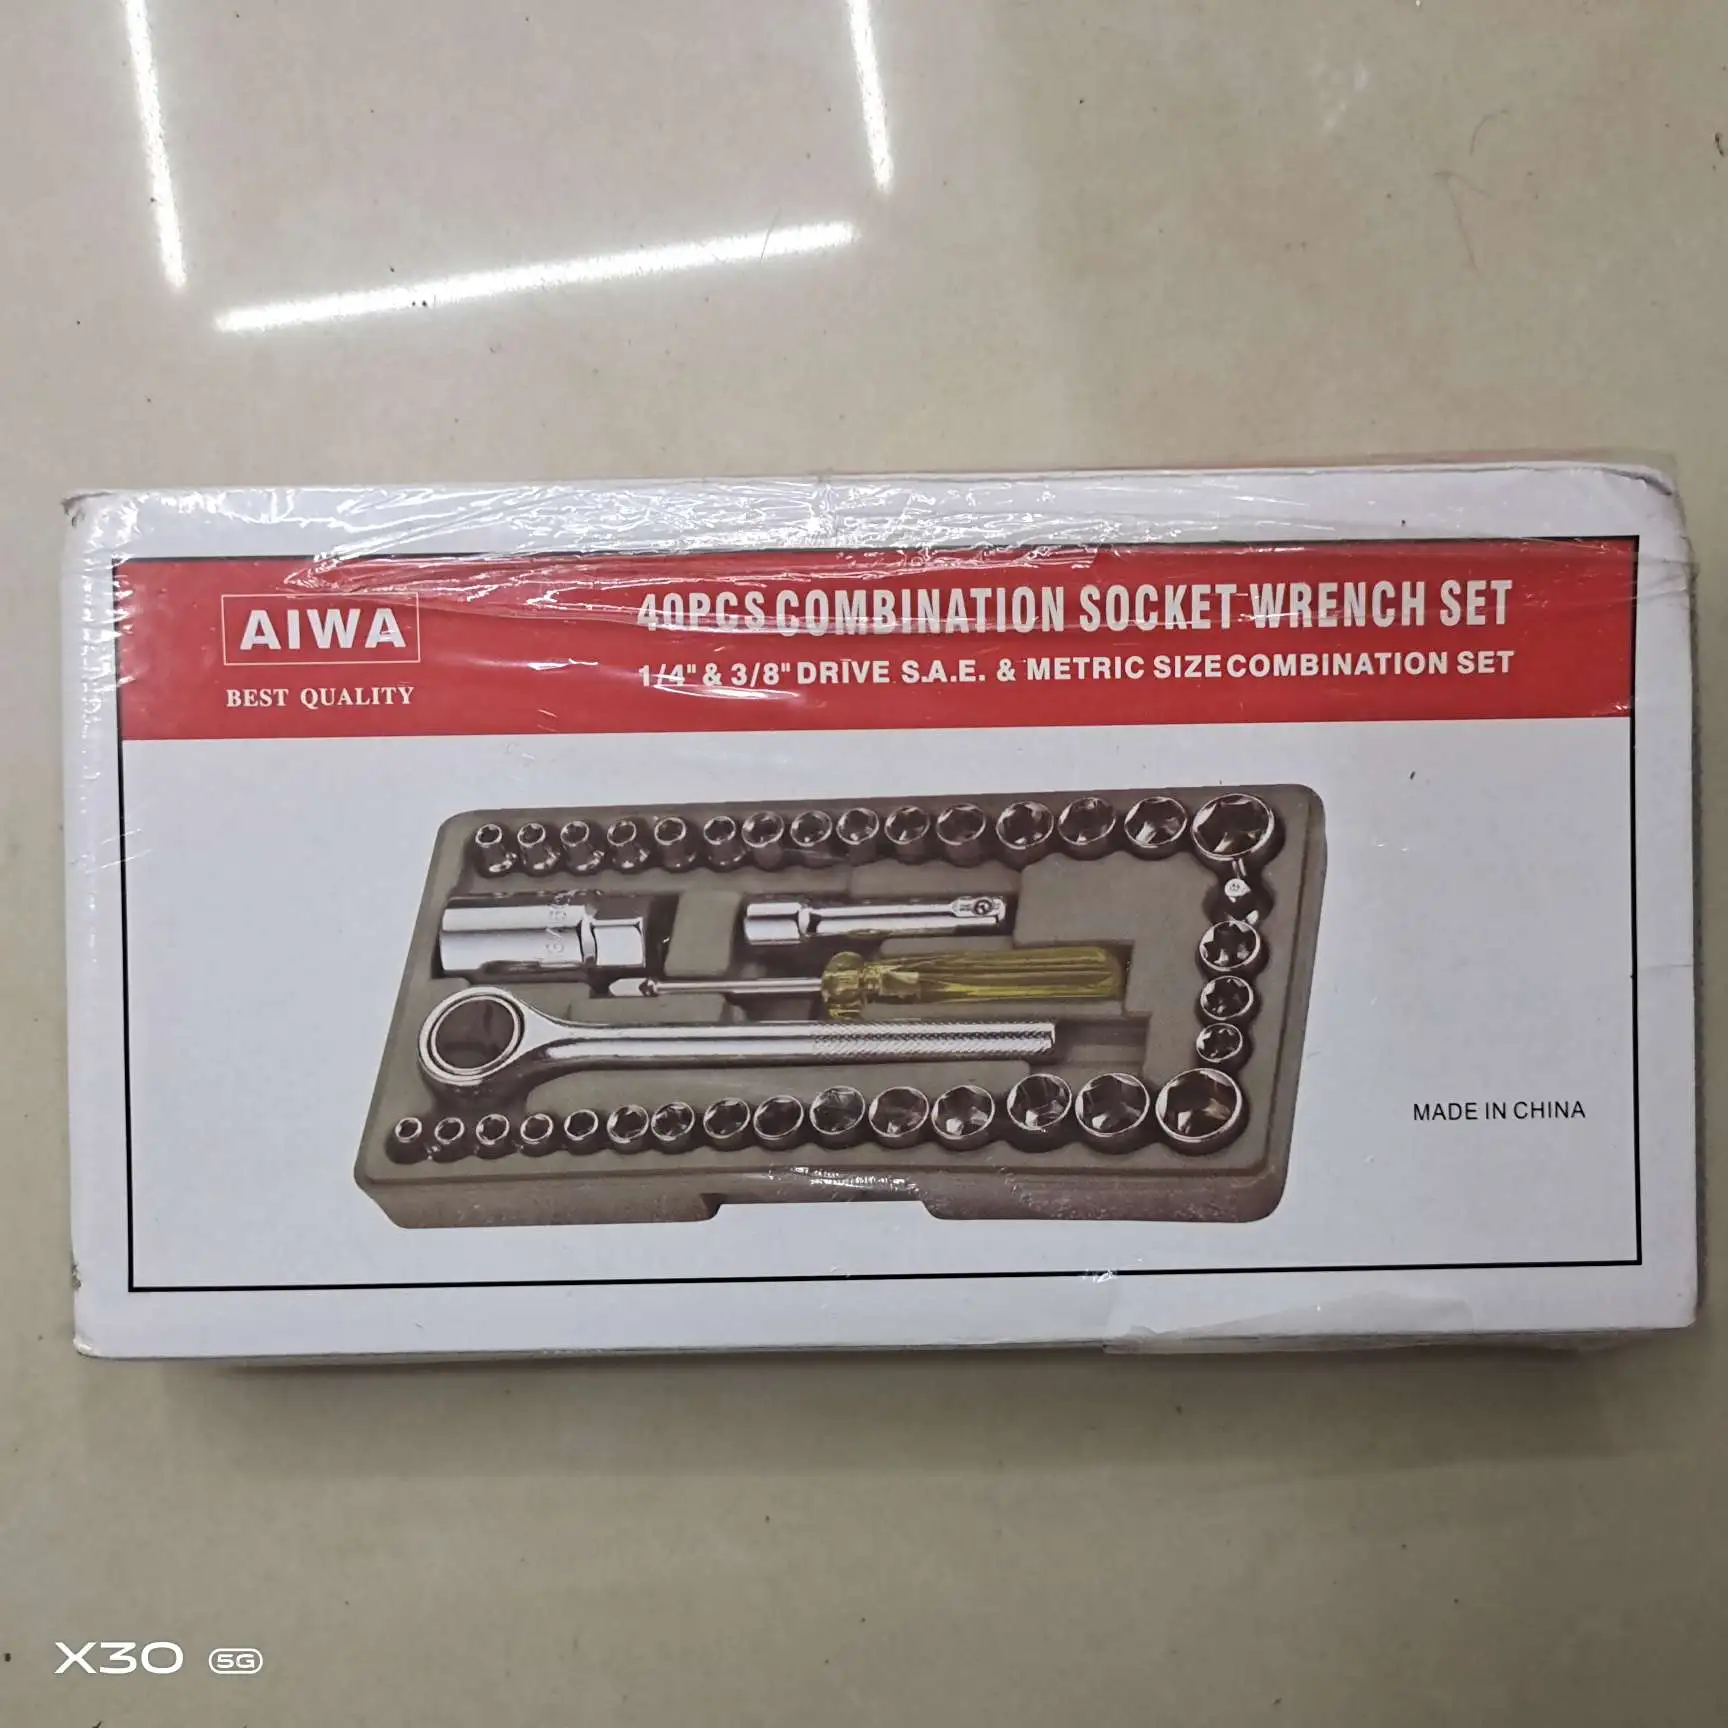 AIWA
BEST QUALITY
40PCS COMBINATION SOCKET WRENCH SET
1/4" & 3/8" DRIVE S.A.E. & METRIC SIZE COMBINATION SET
MADE IN CHINA
X30 5G